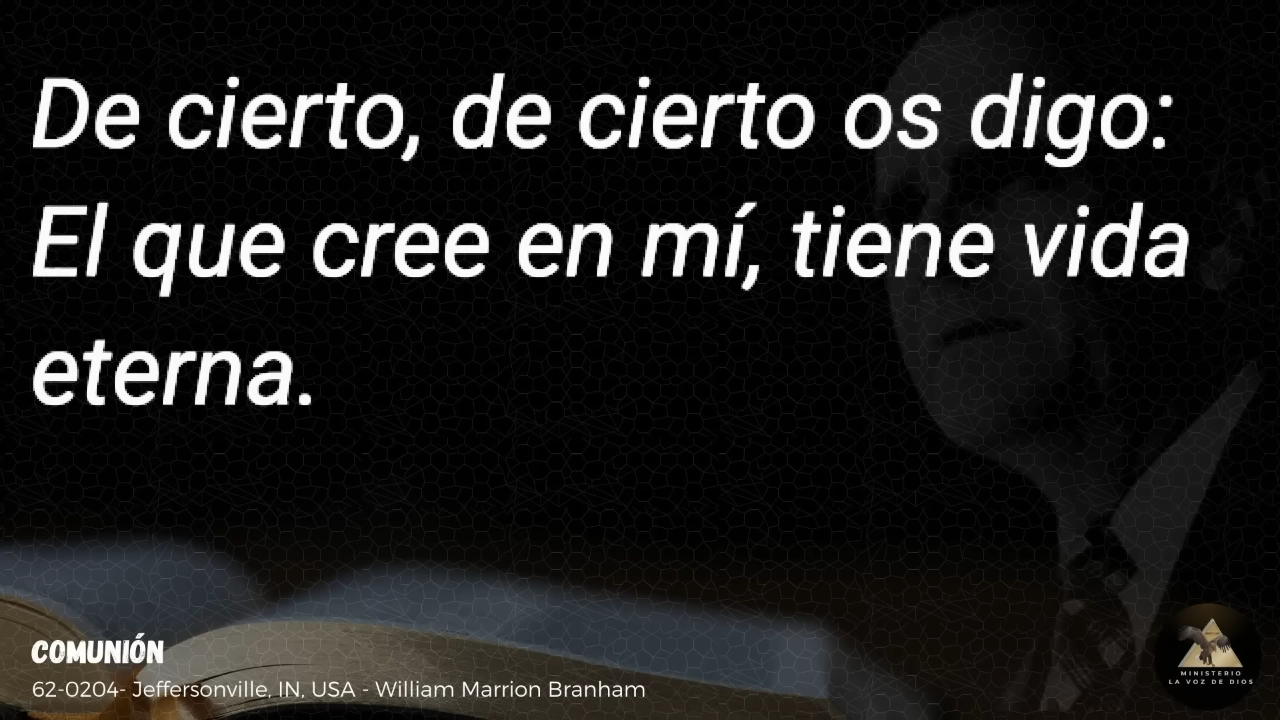 De cierto, de cierto os digo:
El que cree en mí, tiene vida
eterna.
COMUNIÓN
62-0204- Jeffersonville, IN, USA - William Marrion Branham
MINISTERIO
LA VOZ DE DIOS